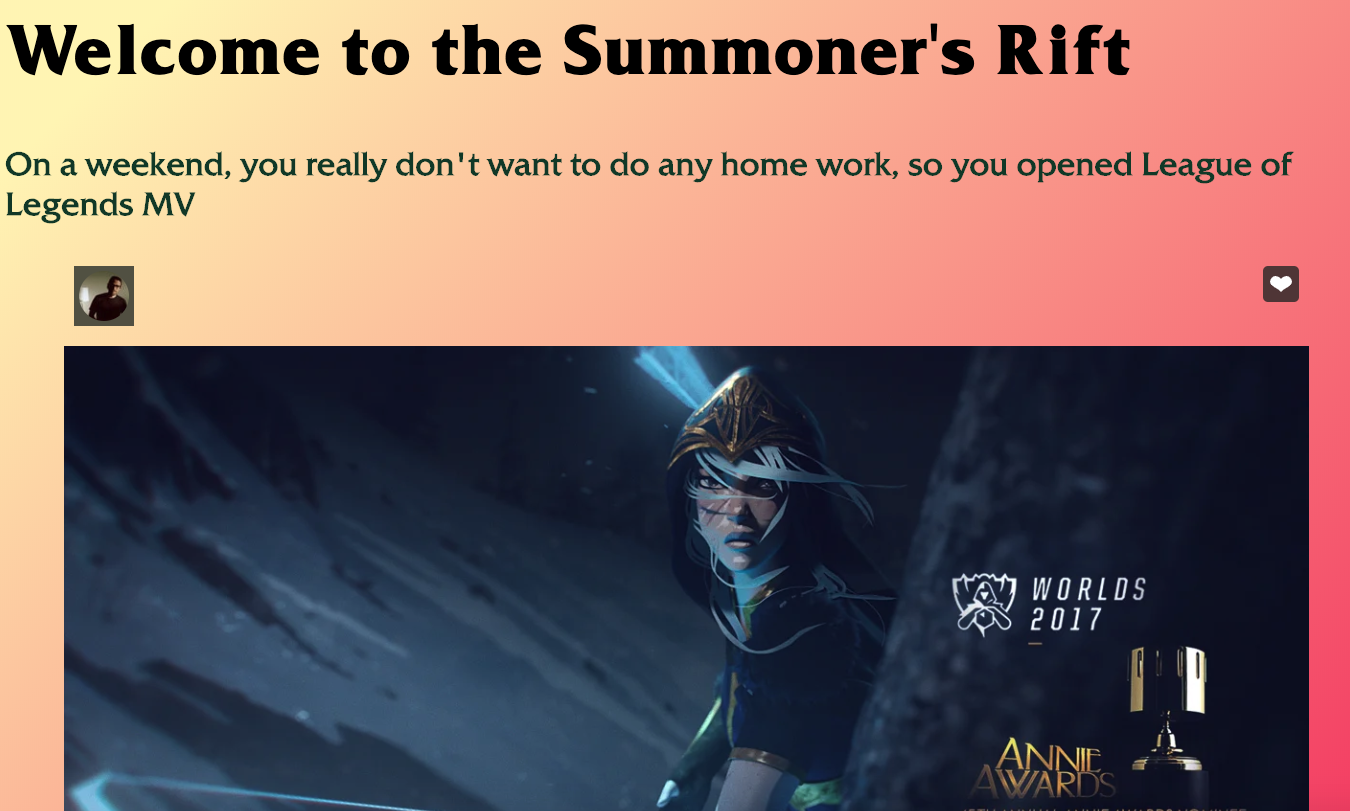 Welcome to the Summoner's Rift
On a weekend, you really don't want to do any home work, so you opened League of
Legends MV
WORLDS
2017
ANNIE
AWARDS